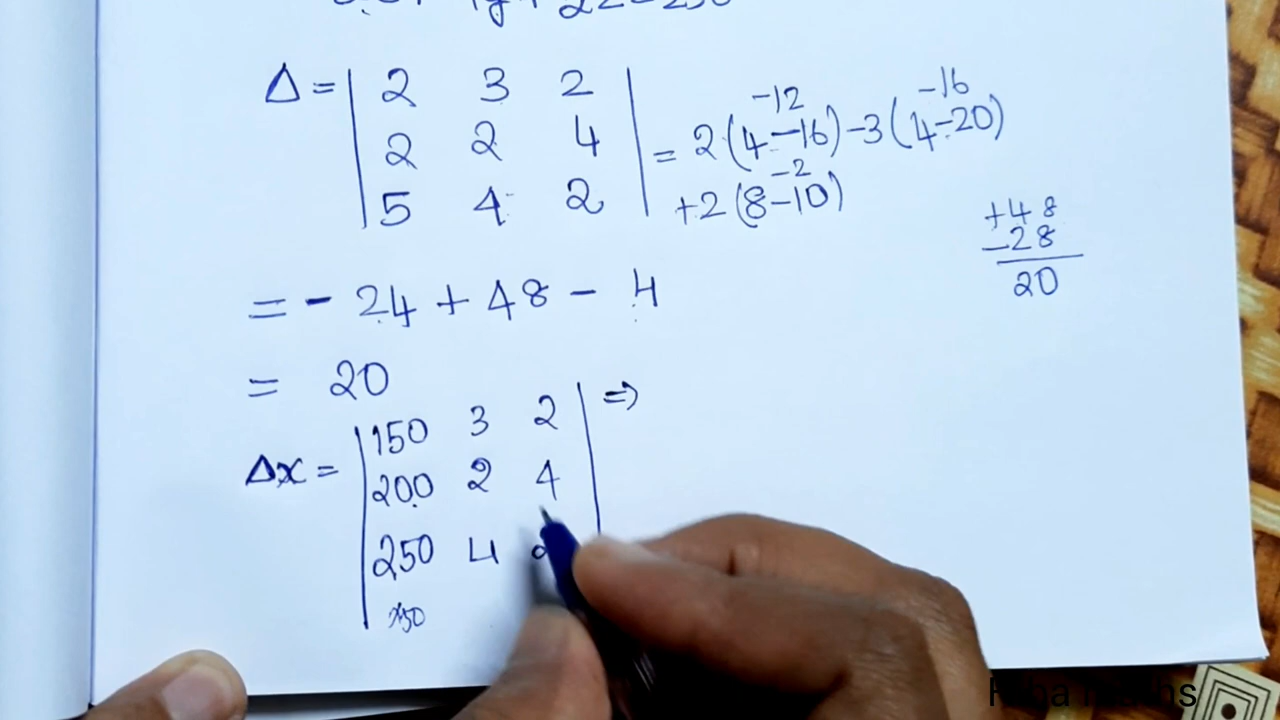 Δ = | 2 3 2 |
| 2 2 4 | = 2(4-16) -3(4-20)
-12
-16
| 5 4 2 | +2(8-10)
-2
+48
-28
20
= - 24 + 48 - 4
= 20
Δx = | 150 3 2 | ⇒
| 200 2 4 |
| 250 4